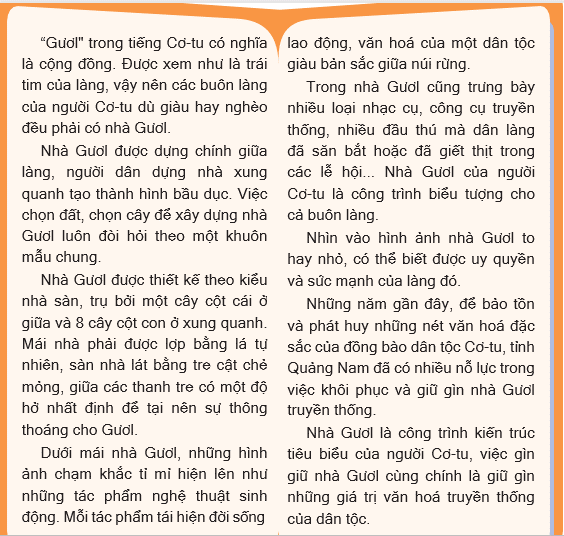 “Gươl" trong tiếng Cơ-tu có nghĩa
là cộng đồng. Được xem như là trái
tim của làng, vậy nên các buôn làng
của người Cơ-tu dù giàu hay nghèo
đều phải có nhà Gươl.
Nhà Gươl được dựng chính giữa
làng, người dân dựng nhà xung
quanh tạo thành hình bầu dục. Việc
chọn đất, chọn cây để xây dựng nhà
Gươl luôn đòi hỏi theo một khuôn
mẫu chung.
Nhà Gươl được thiết kế theo kiểu
nhà sàn, trụ bởi một cây cột cái ở
giữa và 8 cây cột con ở xung quanh.
Mái nhà phải được lợp bằng lá tự
nhiên, sàn nhà lát bằng tre cật chẻ
mỏng, giữa các thanh tre có một độ
hở nhất định để tại nên sự thông
thoáng cho Gươl.
Dưới mái nhà Gươl, những hình
ảnh chạm khắc tỉ mỉ hiện lên như
những tác phẩm nghệ thuật sinh
động. Mỗi tác phẩm tái hiện đời sống
lao động, văn hoá của một dân tộc
giàu bản sắc giữa núi rừng.
Trong nhà Gươl cũng trưng bày
nhiều loại nhạc cụ, công cụ truyền
thống, nhiều đầu thú mà dân làng
đã săn bắt hoặc đã giết thịt trong
các lễ hội... Nhà Gươl của người
Cơ-tu là công trình biểu tượng cho
cả buôn làng.
Nhìn vào hình ảnh nhà Gươl to
hay nhỏ, có thể biết được uy quyền
và sức mạnh của làng đó.
Những năm gần đây, để bảo tồn
và phát huy những nét văn hoá đặc
sắc của đồng bào dân tộc Cơ-tu, tỉnh
Quảng Nam đã có nhiều nỗ lực trong
việc khôi phục và giữ gìn nhà Gươl
truyền thống.
Nhà Gươl là công trình kiến trúc
tiêu biểu của người Cơ-tu, việc gìn
giữ nhà Gươl cùng chính là giữ gìn
những giá trị văn hoá truyền thống
của dân tộc.